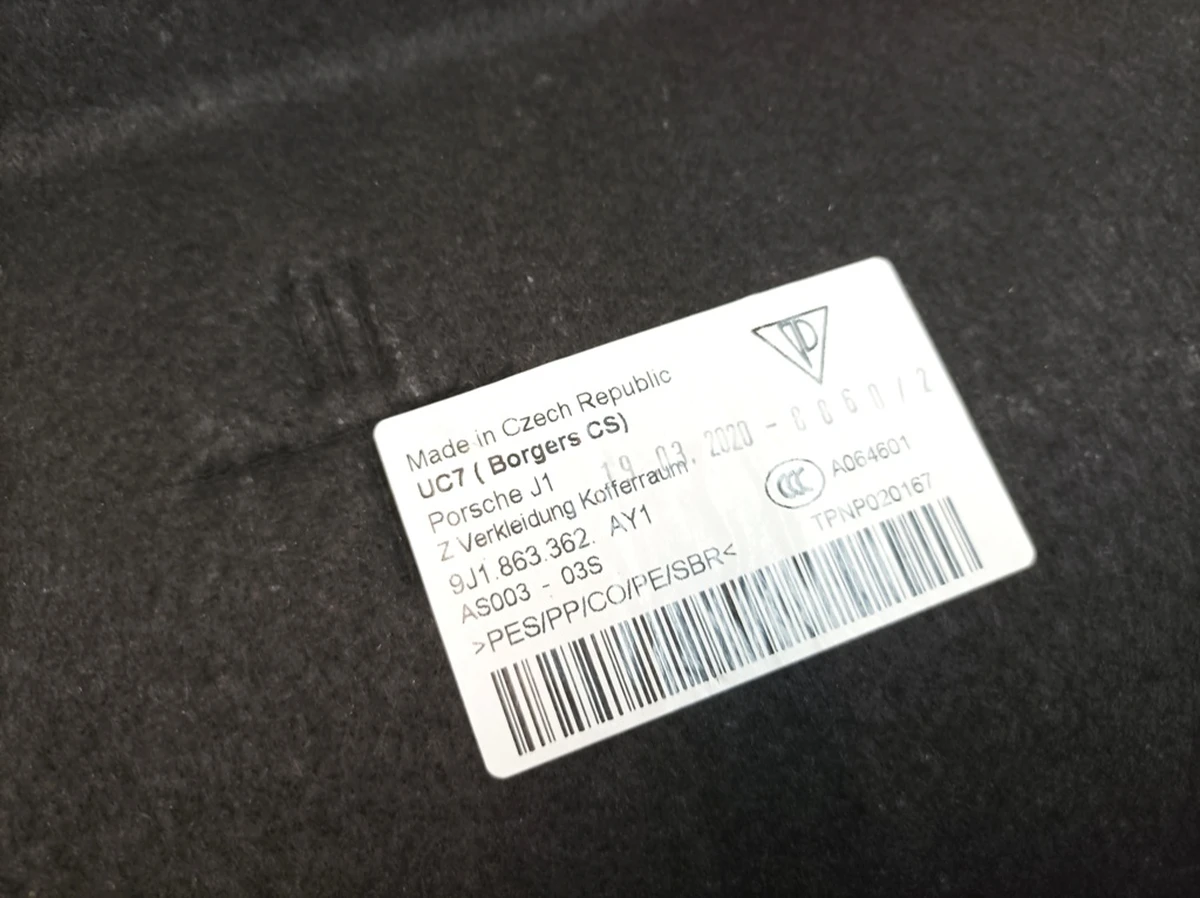 Made in Czech Republic
UC7 ( Borgers CS)
Porsche J1
19.03.2020 -
Z Verkleidung Kofferraum
9J1.863.362. AY1
CCC A064601
AS003 - 03S
TPNP020167
>PES/PP/CO/PE/SBR<